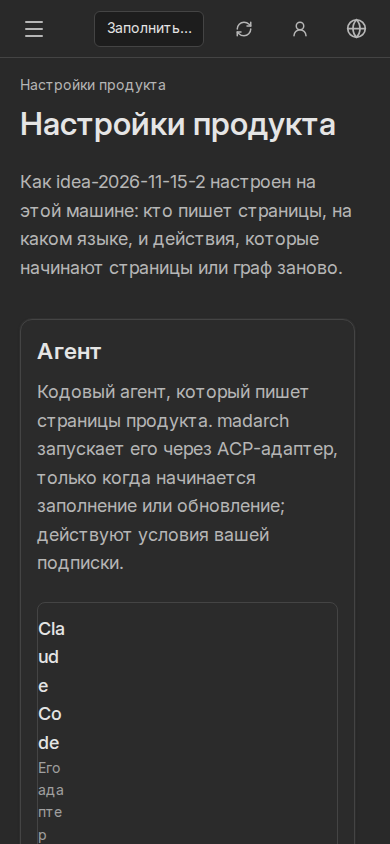 Заполнить...
Настройки продукта
Настройки продукта
Как idea-2026-11-15-2 настроен на
этой машине: кто пишет страницы, на
каком языке, и действия, которые
начинают страницы или граф заново.
Агент
Кодовый агент, который пишет
страницы продукта. madarch
запускает его через ACP-адаптер,
только когда начинается
заполнение или обновление;
действуют условия вашей
подписки.
Cla
ud
e
Co
de
Его
ада
пте
р